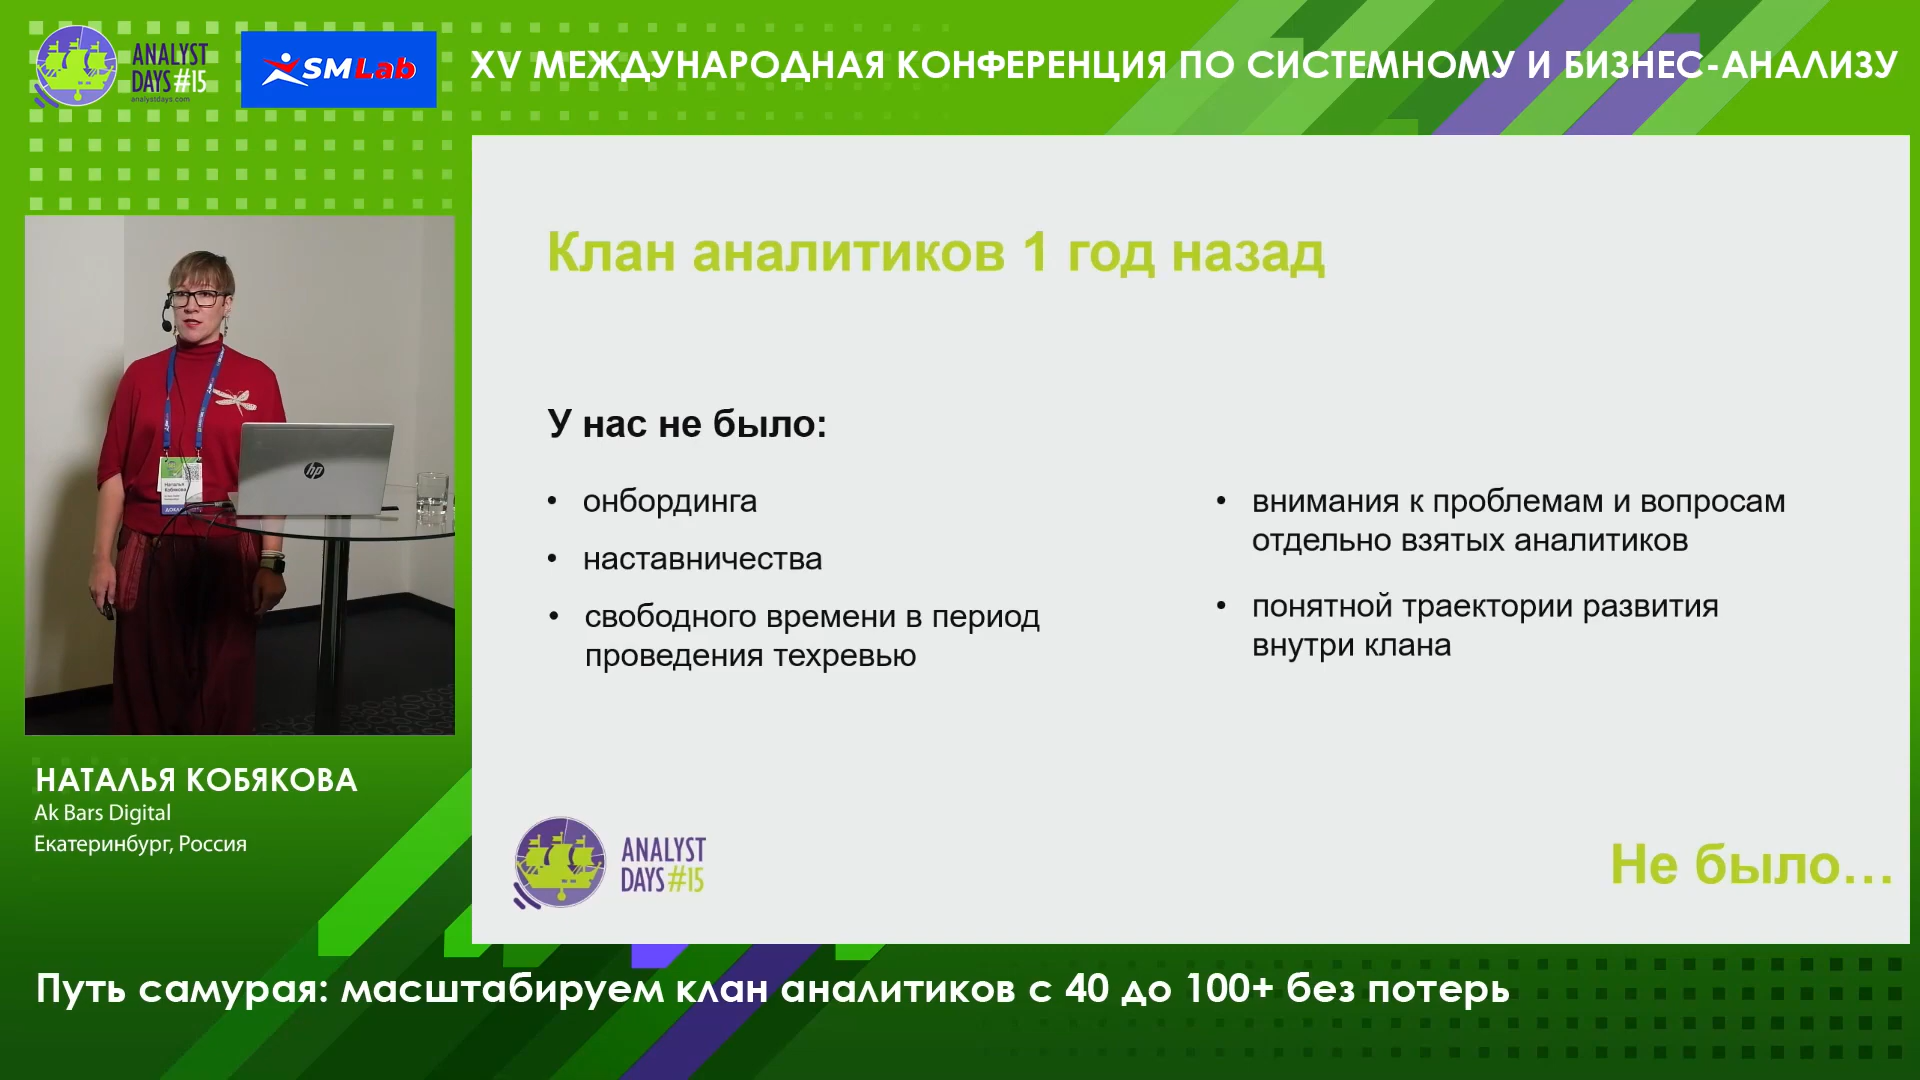 ANALYST
DAYS#15
analystdays.com
SMLab
XV МЕЖДУНАРОДНАЯ КОНФЕРЕНЦИЯ ПО СИСТЕМНОМУ И БИЗНЕС-АНАЛИЗУ
Клан аналитиков 1 год назад
У нас не было:
• онбординга
• наставничества
• свободного времени в период
проведения техревью
• внимания к проблемам и вопросам
отдельно взятых аналитиков
• понятной траектории развития
внутри клана
ANALYST
DAYS#15
Не было...
hp
Наталья
Кобякова
НАТАЛЬЯ КОБЯКОВА
Ak Bars Digital
Екатеринбург, Россия
Путь самурая: масштабируем клан аналитиков с 40 до 100+ без потерь